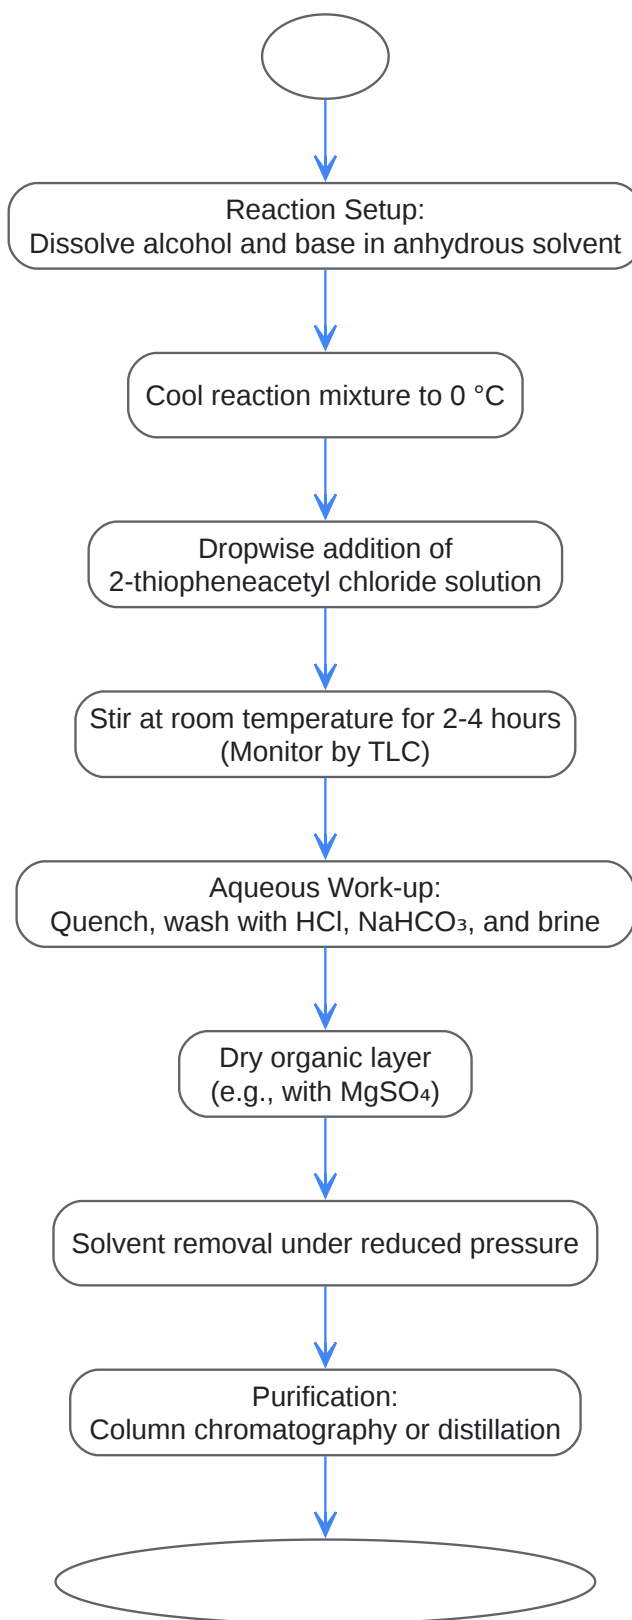 Reaction Setup:
Dissolve alcohol and base in anhydrous solvent
Cool reaction mixture to 0 °C
Dropwise addition of
2-thiopheneacetyl chloride solution
Stir at room temperature for 2-4 hours
(Monitor by TLC)
Aqueous Work-up:
Quench, wash with HCl, NaHCO₃, and brine
Dry organic layer
(e.g., with MgSO₄)
Solvent removal under reduced pressure
Purification:
Column chromatography or distillation